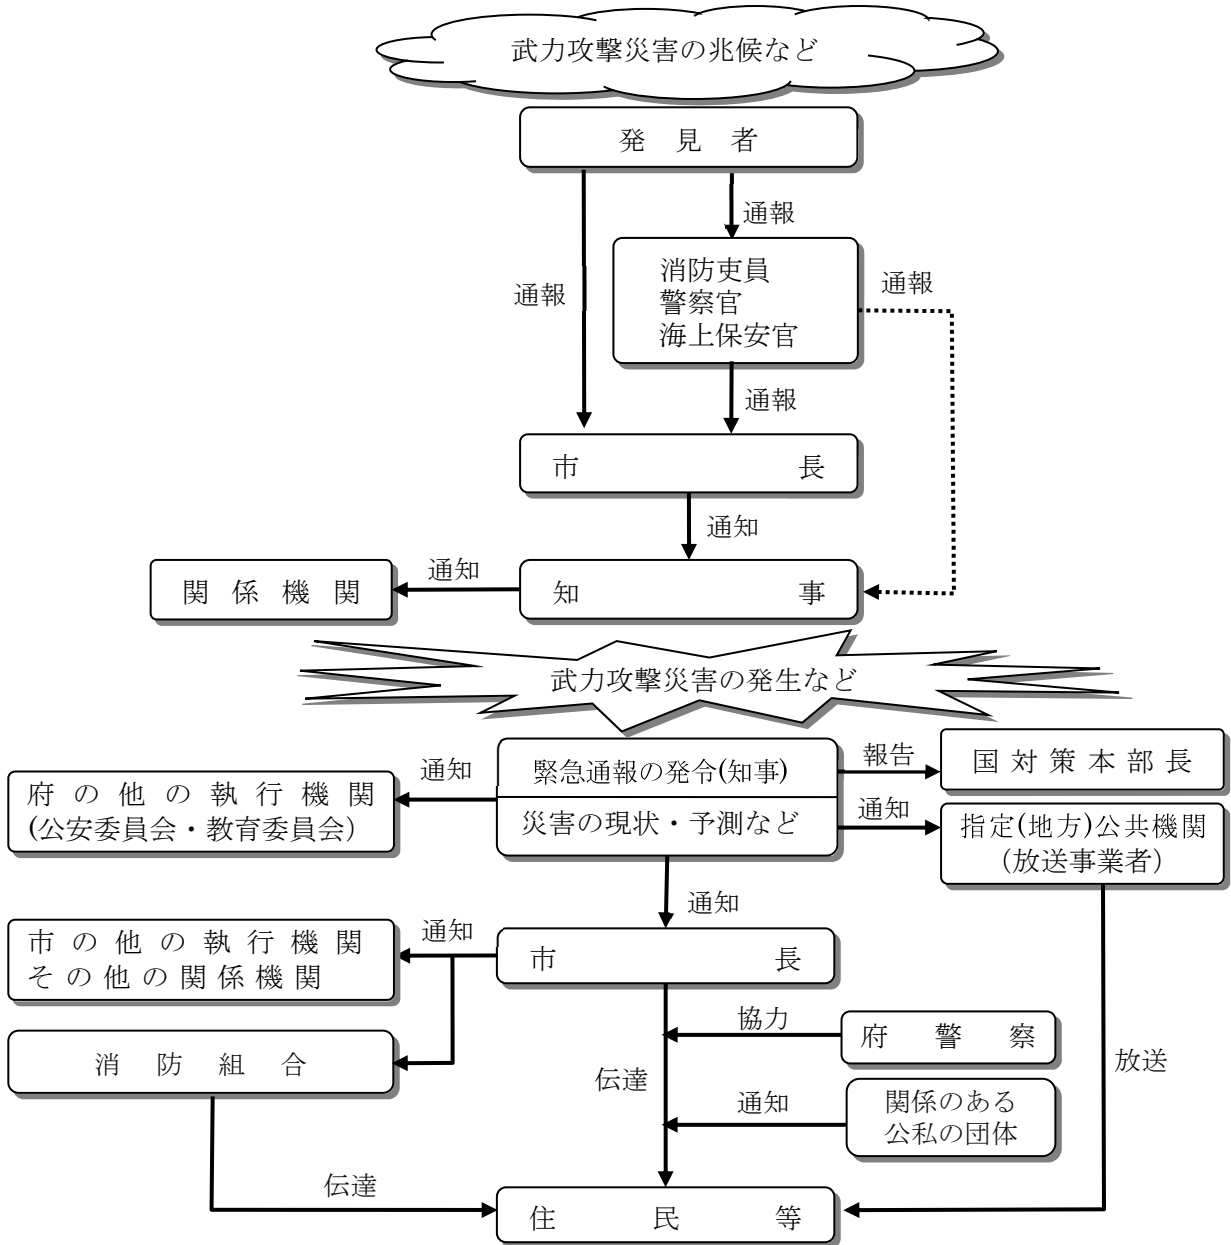 武力攻撃災害の兆候など
発見者
通報
通報
消防吏員
警察官
海上保安官
通報
通報
市長
通知
関係機関
通知
知事
武力攻撃災害の発生など
緊急通報の発令(知事)
災害の現状・予測など
報告
国対策本部長
通知
府の他の執行機関
(公安委員会・教育委員会)
通知
指定(地方)公共機関
(放送事業者)
通知
市の他の執行機関
その他の関係機関
通知
市長
消防組合
協力
府警察
伝達
放送
通知
関係のある
公私の団体
伝達
住民等